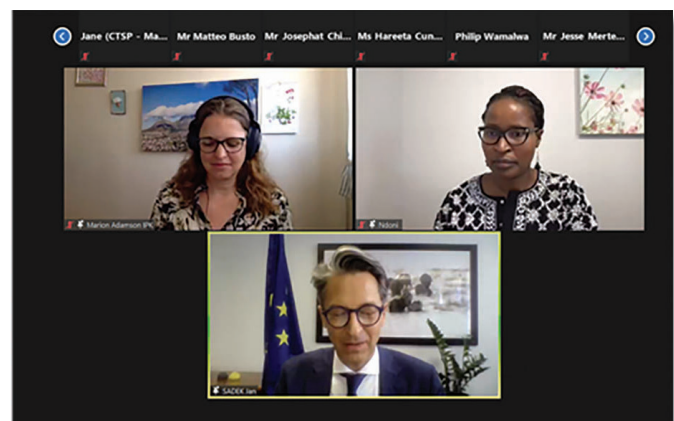 Jane (CTSP - Ma... Mr Matteo Busto Mr Josephat Chi... Ms Hareeta Cun... Philip Wamalwa Mr Jesse Merte...
Marion Adamson IPK
Ndoni
SADEK Jan